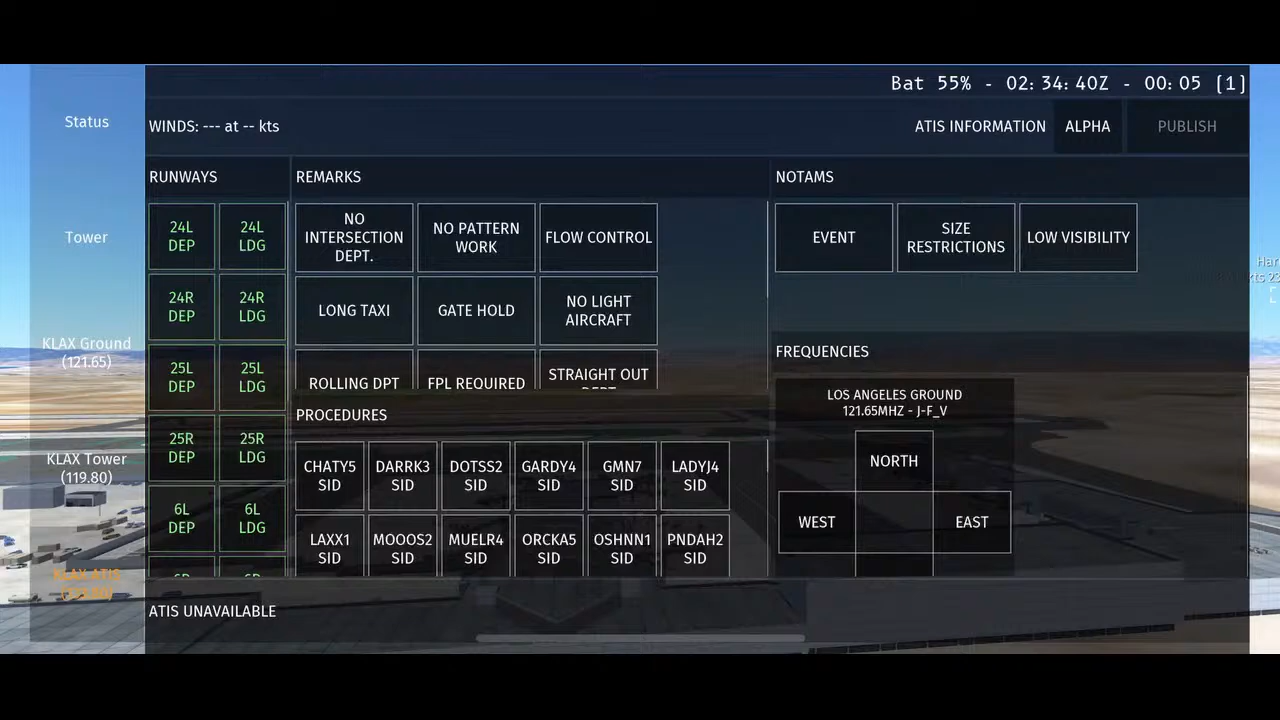 Bat 55% - 02:34:40Z - 00:05 (1)
Status
WINDS: --- at -- kts
ATIS INFORMATION
ALPHA
PUBLISH
RUNWAYS
REMARKS
NOTAMS
Tower
KLAX Ground
(121.65)
KLAX Tower
(119.80)
KLAX ATIS
24L
DEP
24L
LDG
24R
DEP
24R
LDG
25L
DEP
25L
LDG
25R
DEP
25R
LDG
6L
DEP
6L
LDG
NO
INTERSECTION
DEPT.
NO PATTERN
WORK
FLOW CONTROL
LONG TAXI
GATE HOLD
NO LIGHT
AIRCRAFT
ROLLING DPT
FPL REQUIRED
STRAIGHT OUT
PROCEDURES
CHATY5
SID
DARRK3
SID
DOTSS2
SID
GARDY4
SID
GMN7
SID
LADYJ4
SID
LAXX1
SID
MOOOS2
SID
MUELR4
SID
ORCKA5
SID
OSHNN1
SID
PNDAH2
SID
EVENT
SIZE
RESTRICTIONS
LOW VISIBILITY
FREQUENCIES
LOS ANGELES GROUND
121.65MHZ - J-F_V
NORTH
WEST
EAST
Har
kts 23
ATIS UNAVAILABLE